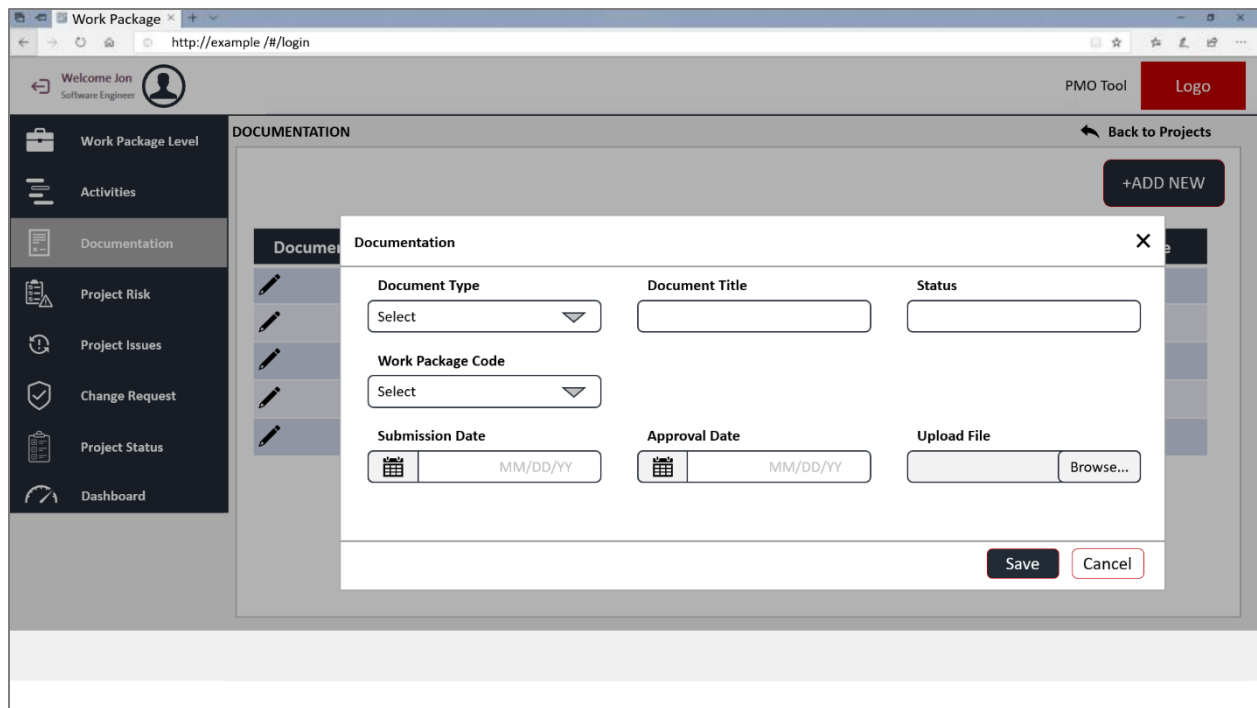 Work Package
http://example /#/login
Welcome Jon
Software Engineer
PMO Tool
Logo
Work Package Level
Activities
Documentation
Project Risk
Project Issues
Change Request
Project Status
Dashboard
DOCUMENTATION
Back to Projects
+ADD NEW
Documentation
Document Type
Document Title
Status
Select
Work Package Code
Select
Submission Date
Approval Date
Upload File
MM/DD/YY
MM/DD/YY
Browse...
Save
Cancel